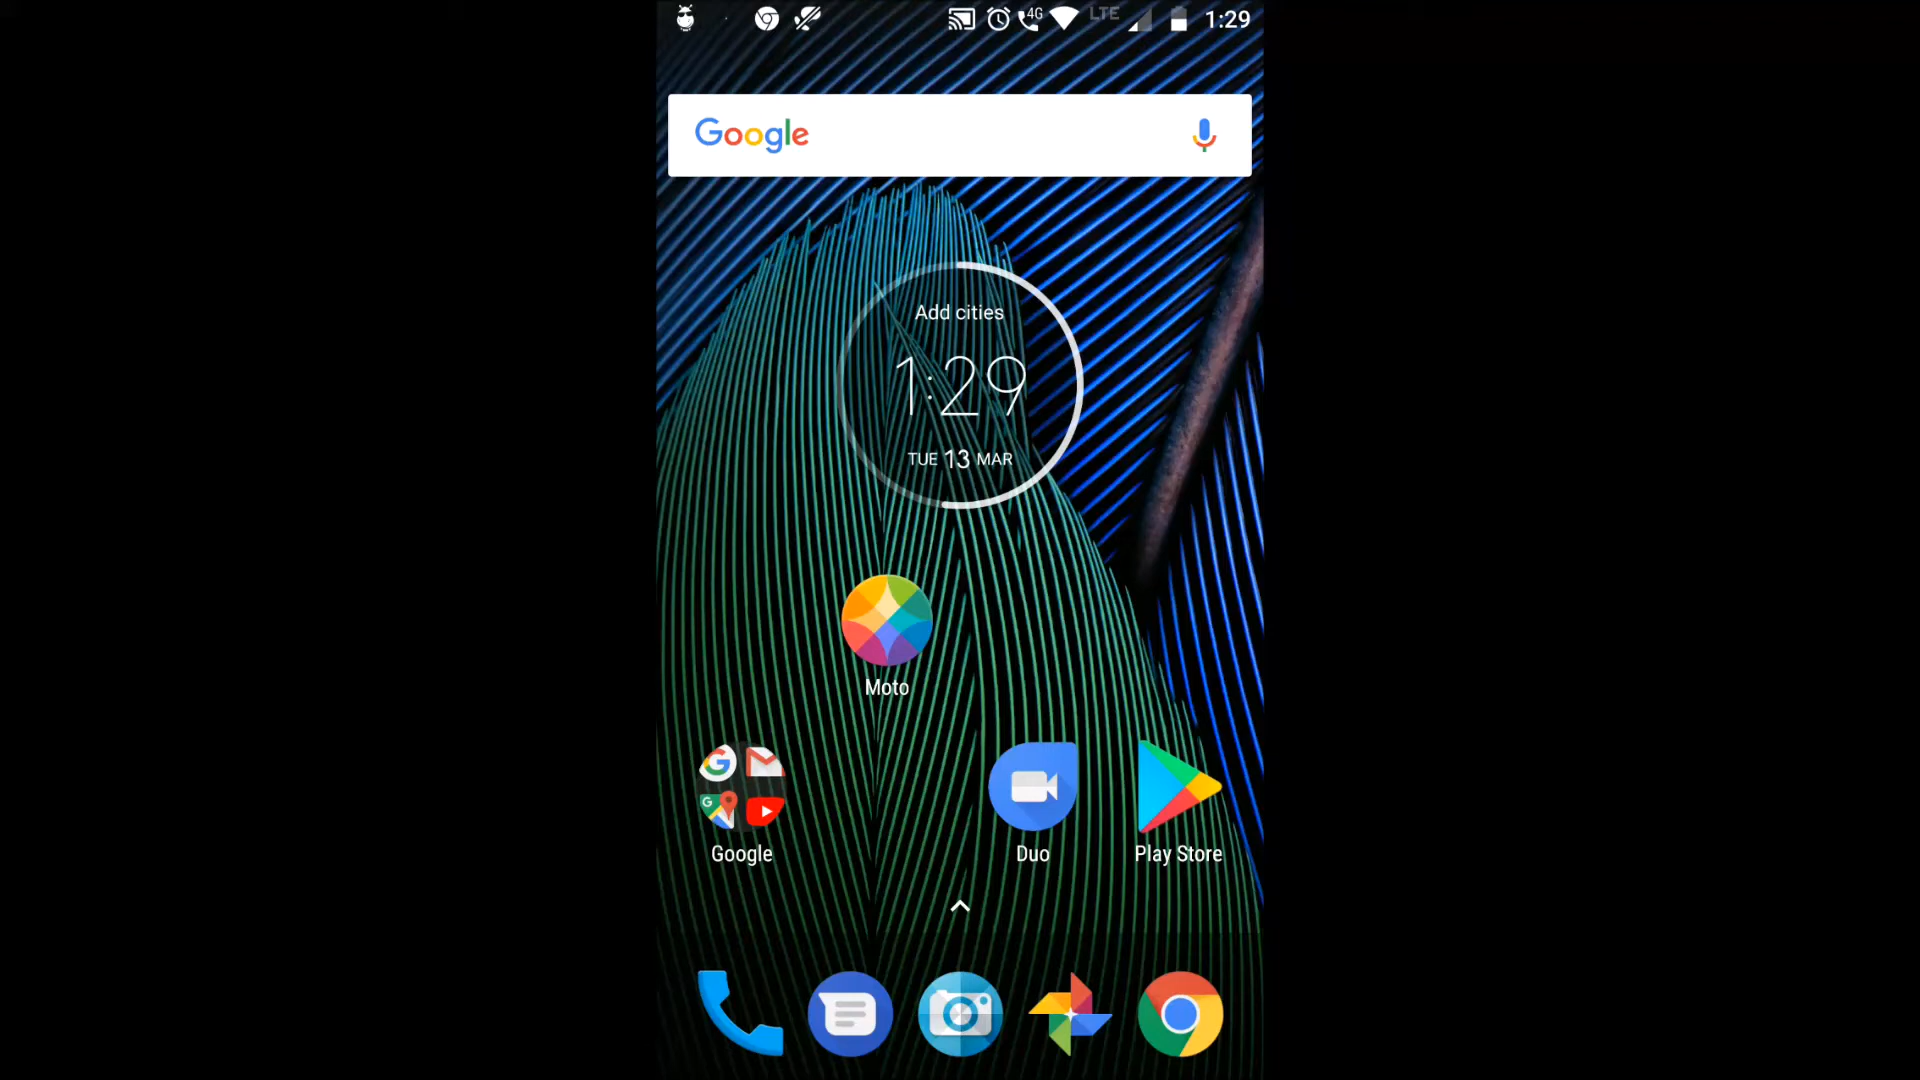 4G LTE 1:29
Google
Add cities
1:29
TUE 13 MAR
Moto
G
G
Google
Duo
Play Store